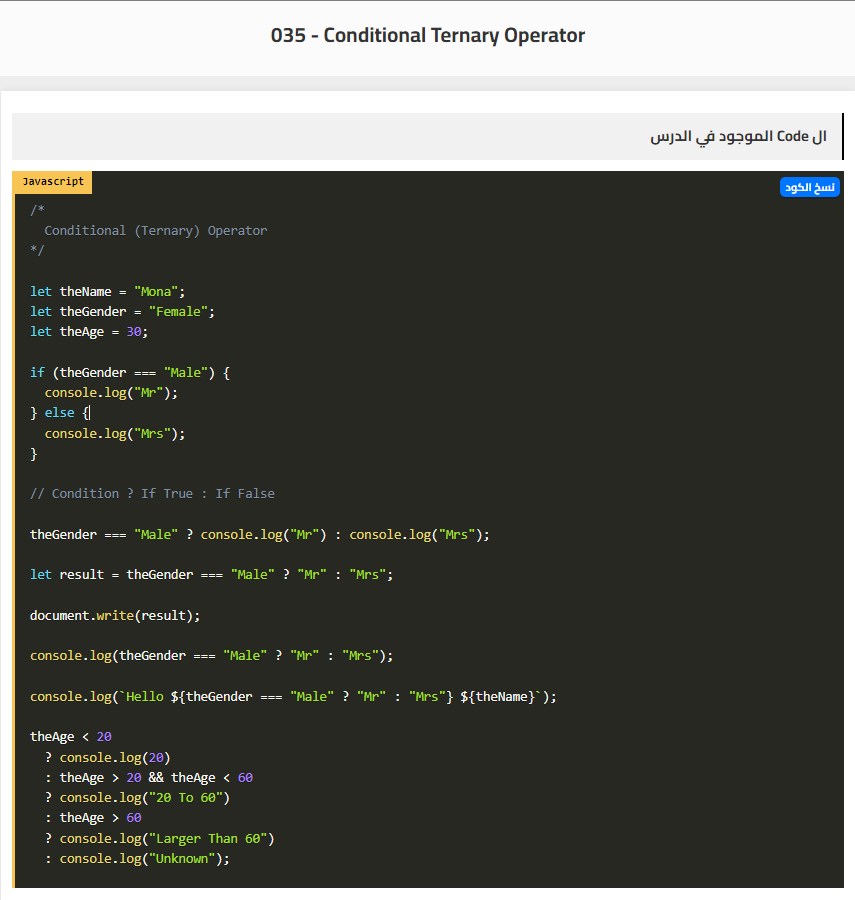 035 - Conditional Ternary Operator
ال Code الموجود في الدرس
Javascript
نسخ الكود
/*
  Conditional (Ternary) Operator
*/

let theName = "Mona";
let theGender = "Female";
let theAge = 30;

if (theGender === "Male") {
  console.log("Mr");
} else {
  console.log("Mrs");
}

// Condition ? If True : If False

theGender === "Male" ? console.log("Mr") : console.log("Mrs");

let result = theGender === "Male" ? "Mr" : "Mrs";

document.write(result);

console.log(theGender === "Male" ? "Mr" : "Mrs");

console.log(`Hello ${theGender === "Male" ? "Mr" : "Mrs"} ${theName}`);

theAge < 20
  ? console.log(20)
  : theAge > 20 && theAge < 60
  ? console.log("20 To 60")
  : theAge > 60
  ? console.log("Larger Than 60")
  : console.log("Unknown");